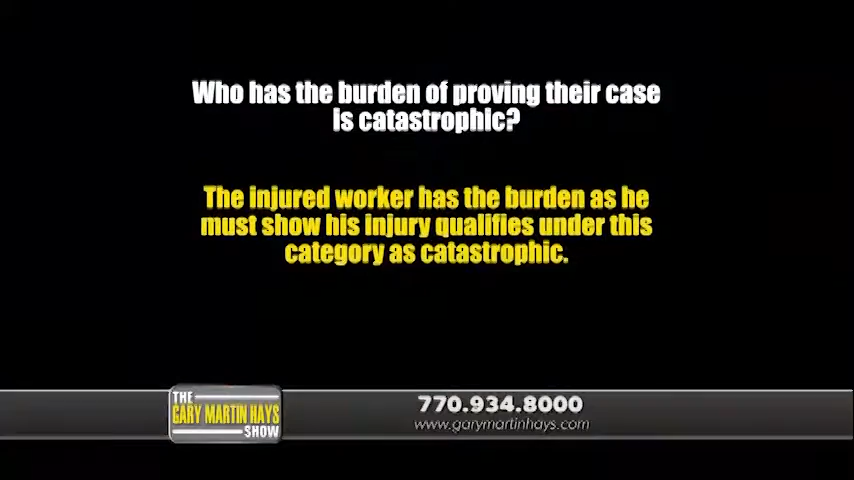 Who has the burden of proving their case
is catastrophic?
The injured worker has the burden as he
must show his injury qualifies under this
category as catastrophic.
THE
GARY MARTIN HAYS
SHOW
770.934.8000
www.garymartinhays.com